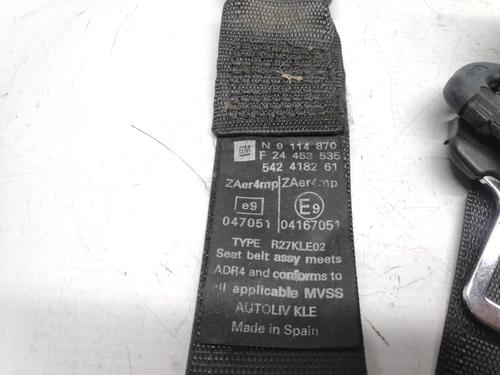 GM N 9 114 870
F 24 453 535
542 4182 61
ZAer4mp ZAer4mp
e9 E9
047051 04167051
TYPE R27KLE02
Seat belt assy meets
ADR4 and conforms to
all applicable MVSS
AUTOLIV KLE
Made in Spain